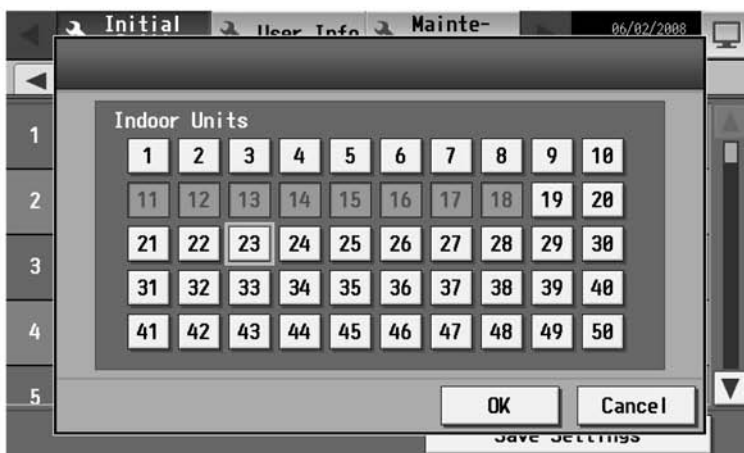 Initial User Info Mainte- 06/02/2008
Indoor Units
1
1 2 3 4 5 6 7 8 9 10
2
11 12 13 14 15 16 17 18 19 20
21 22 23 24 25 26 27 28 29 30
3
31 32 33 34 35 36 37 38 39 40
4
41 42 43 44 45 46 47 48 49 50
5
OK Cancel
Save Settings